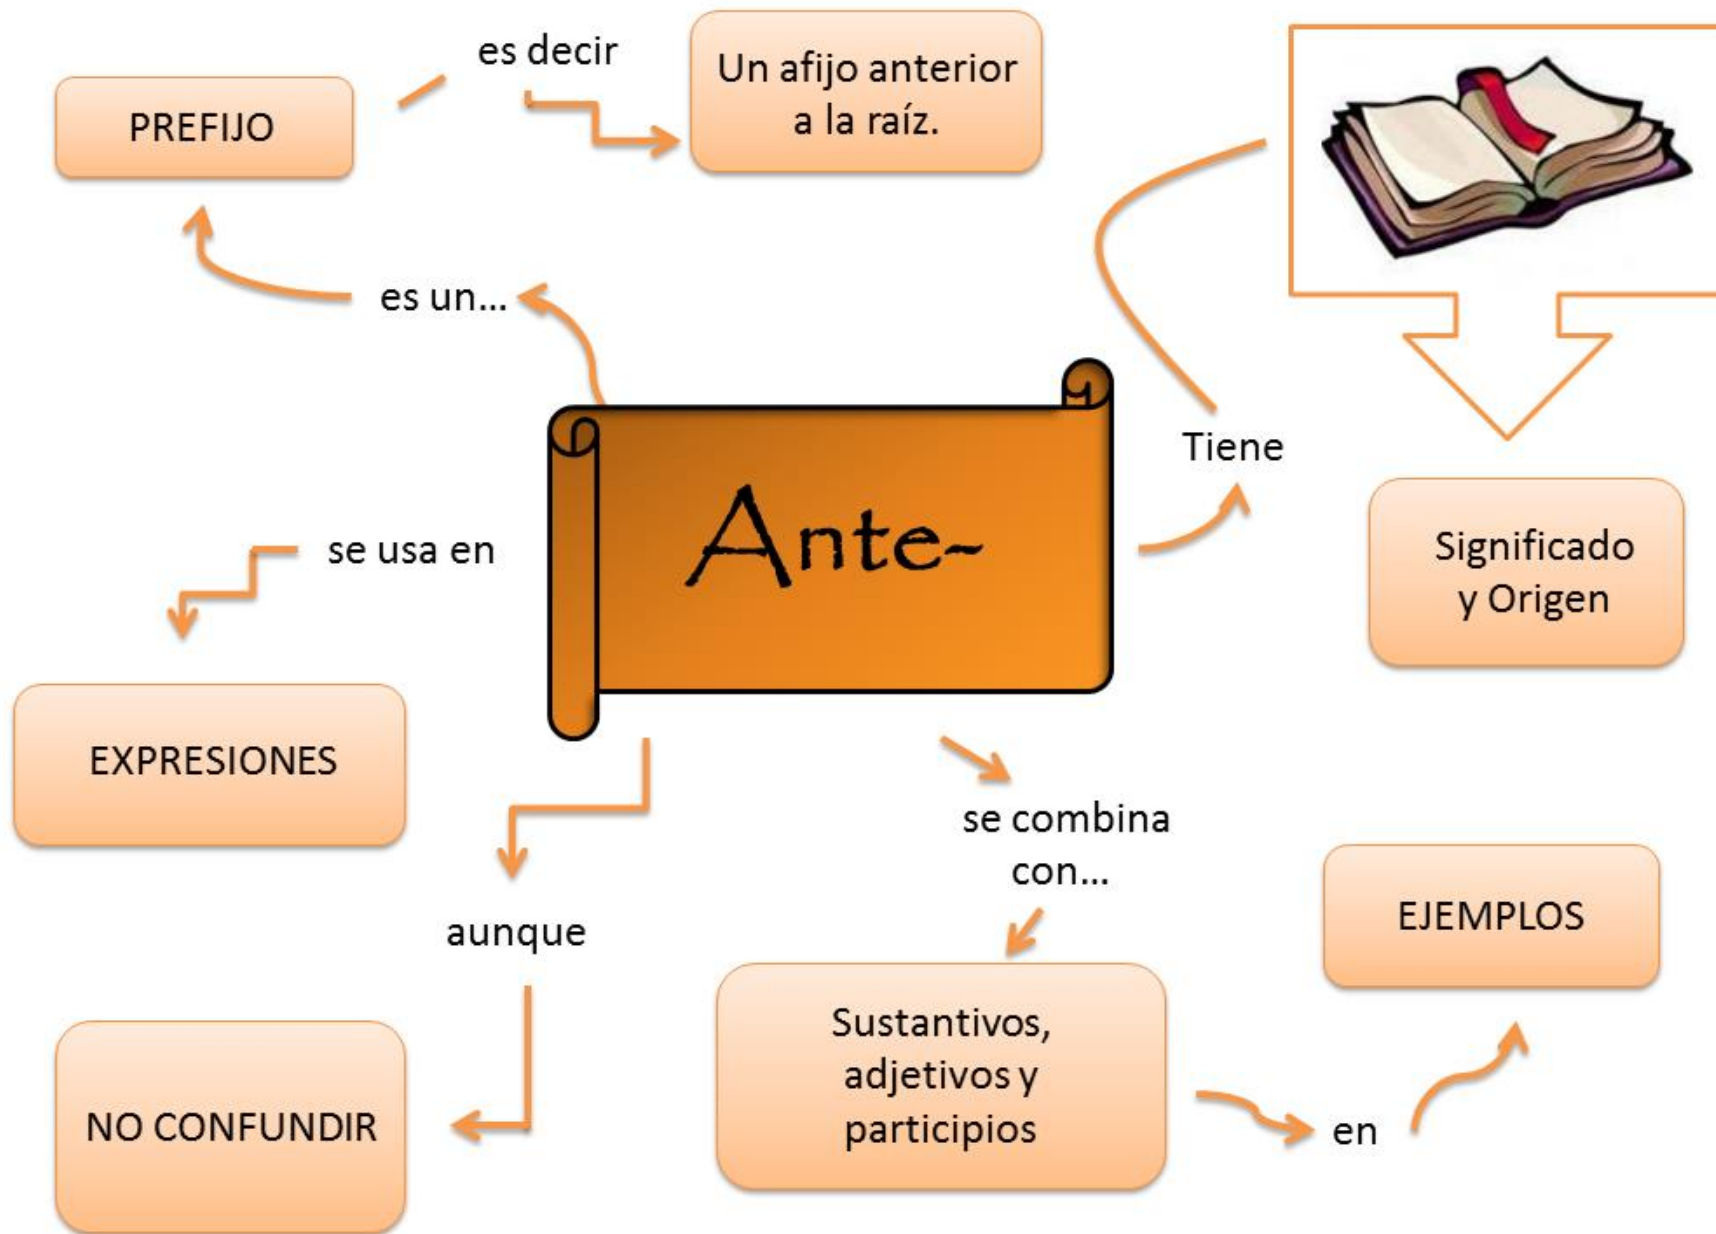 es decir
Un afijo anterior
a la raíz.
PREFIJO
es un...
Tiene
Ante-
Significado
y Origen
se usa en
EXPRESIONES
se combina
con...
aunque
EJEMPLOS
Sustantivos,
adjetivos y
participios
en
NO CONFUNDIR